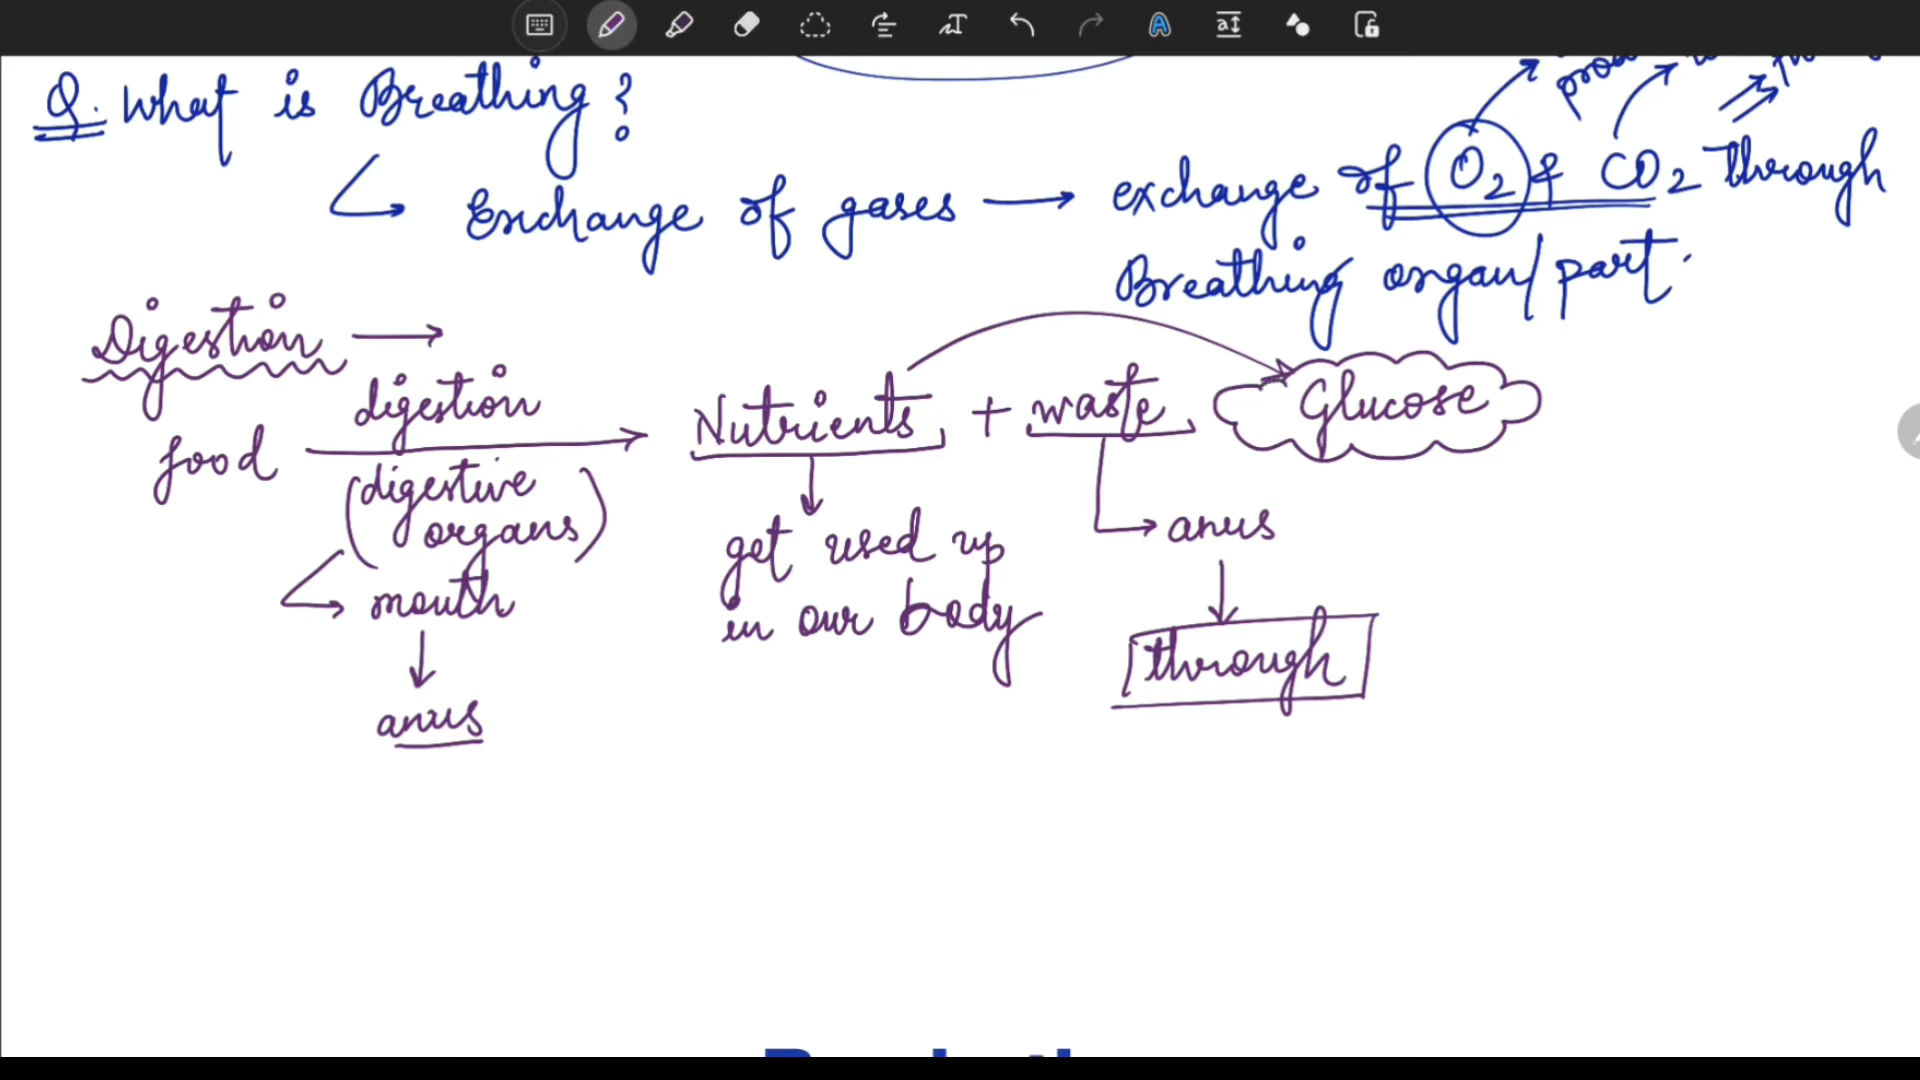 Q. What is Breathing?
Exchange of gases → exchange of O2 & CO2 through
Breathing organ/part.
Digestion →
food digestion → Nutrients + waste Glucose
(digestive organs)
mouth
↓
anus
get used up
in our body
anus
↓
through